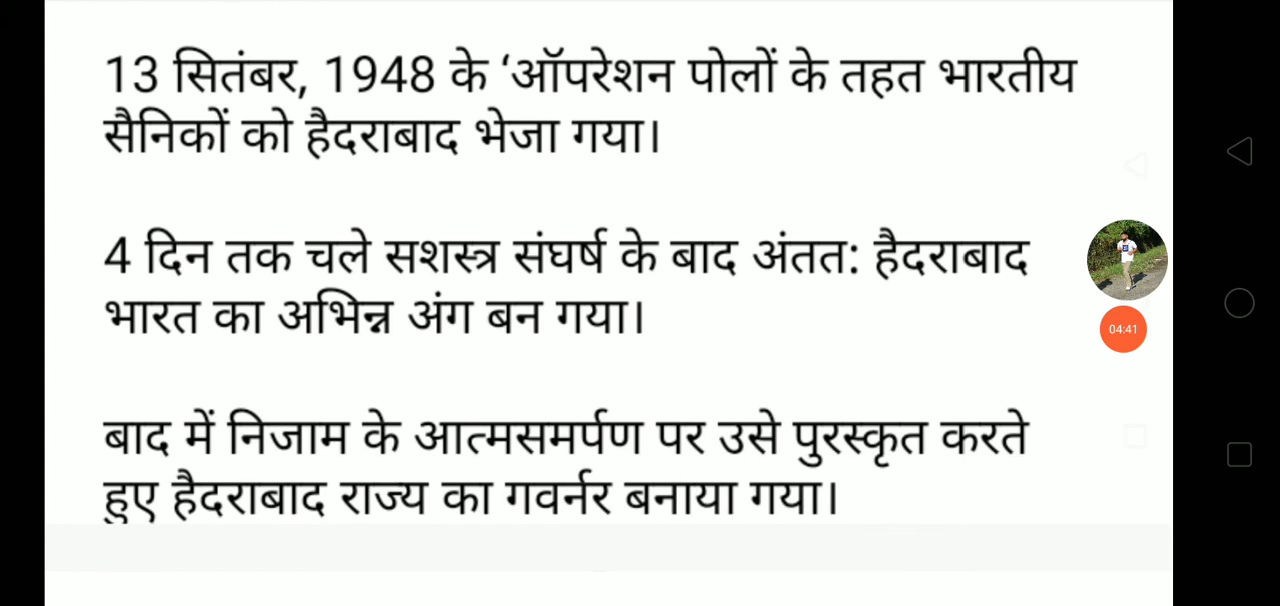 13 सितंबर, 1948 के ‘ऑपरेशन पोलों के तहत भारतीय
सैनिकों को हैदराबाद भेजा गया।
4 दिन तक चले सशस्त्र संघर्ष के बाद अंतत: हैदराबाद
भारत का अभिन्न अंग बन गया।
बाद में निजाम के आत्मसमर्पण पर उसे पुरस्कृत करते
हुए हैदराबाद राज्य का गवर्नर बनाया गया।
04:41